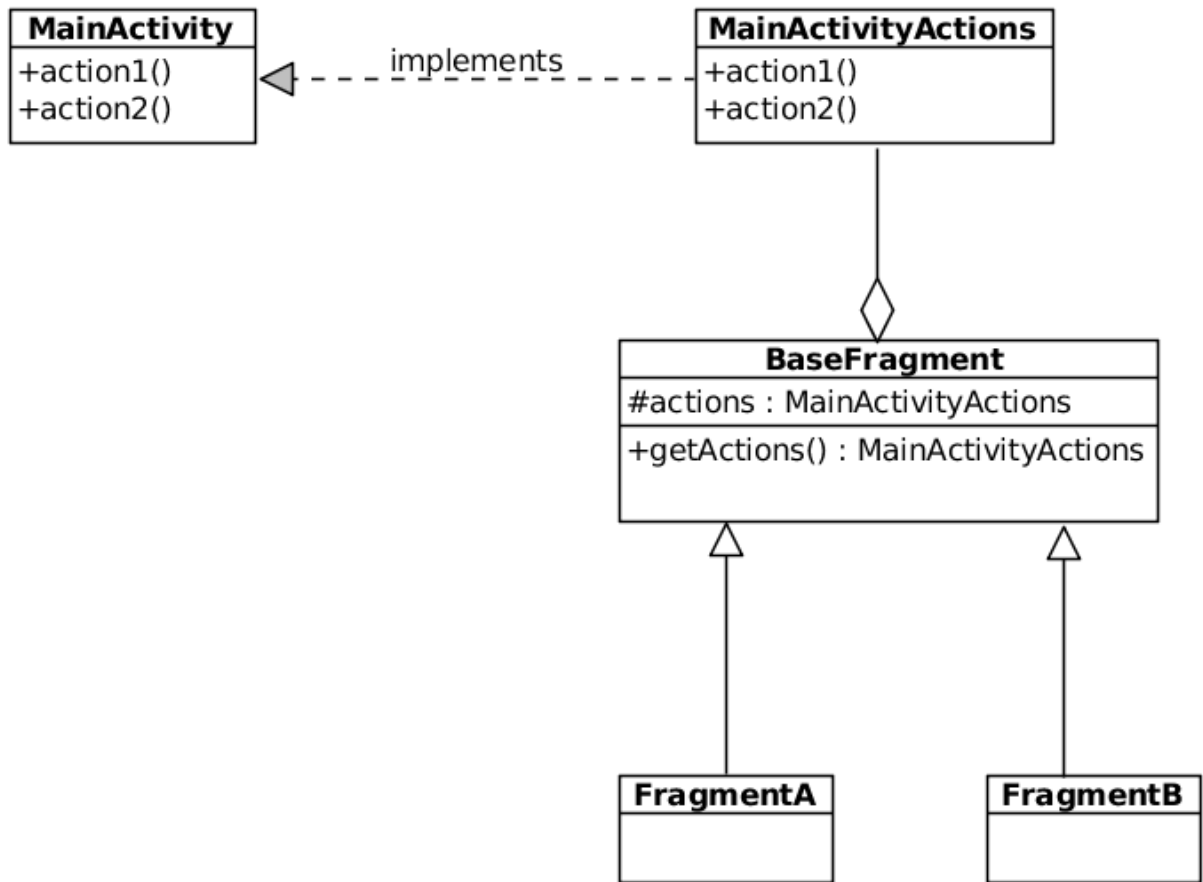 MainActivity
+action1()
+action2()
implements
MainActivityActions
+action1()
+action2()
BaseFragment
#actions : MainActivityActions
+getActions() : MainActivityActions
FragmentA
FragmentB